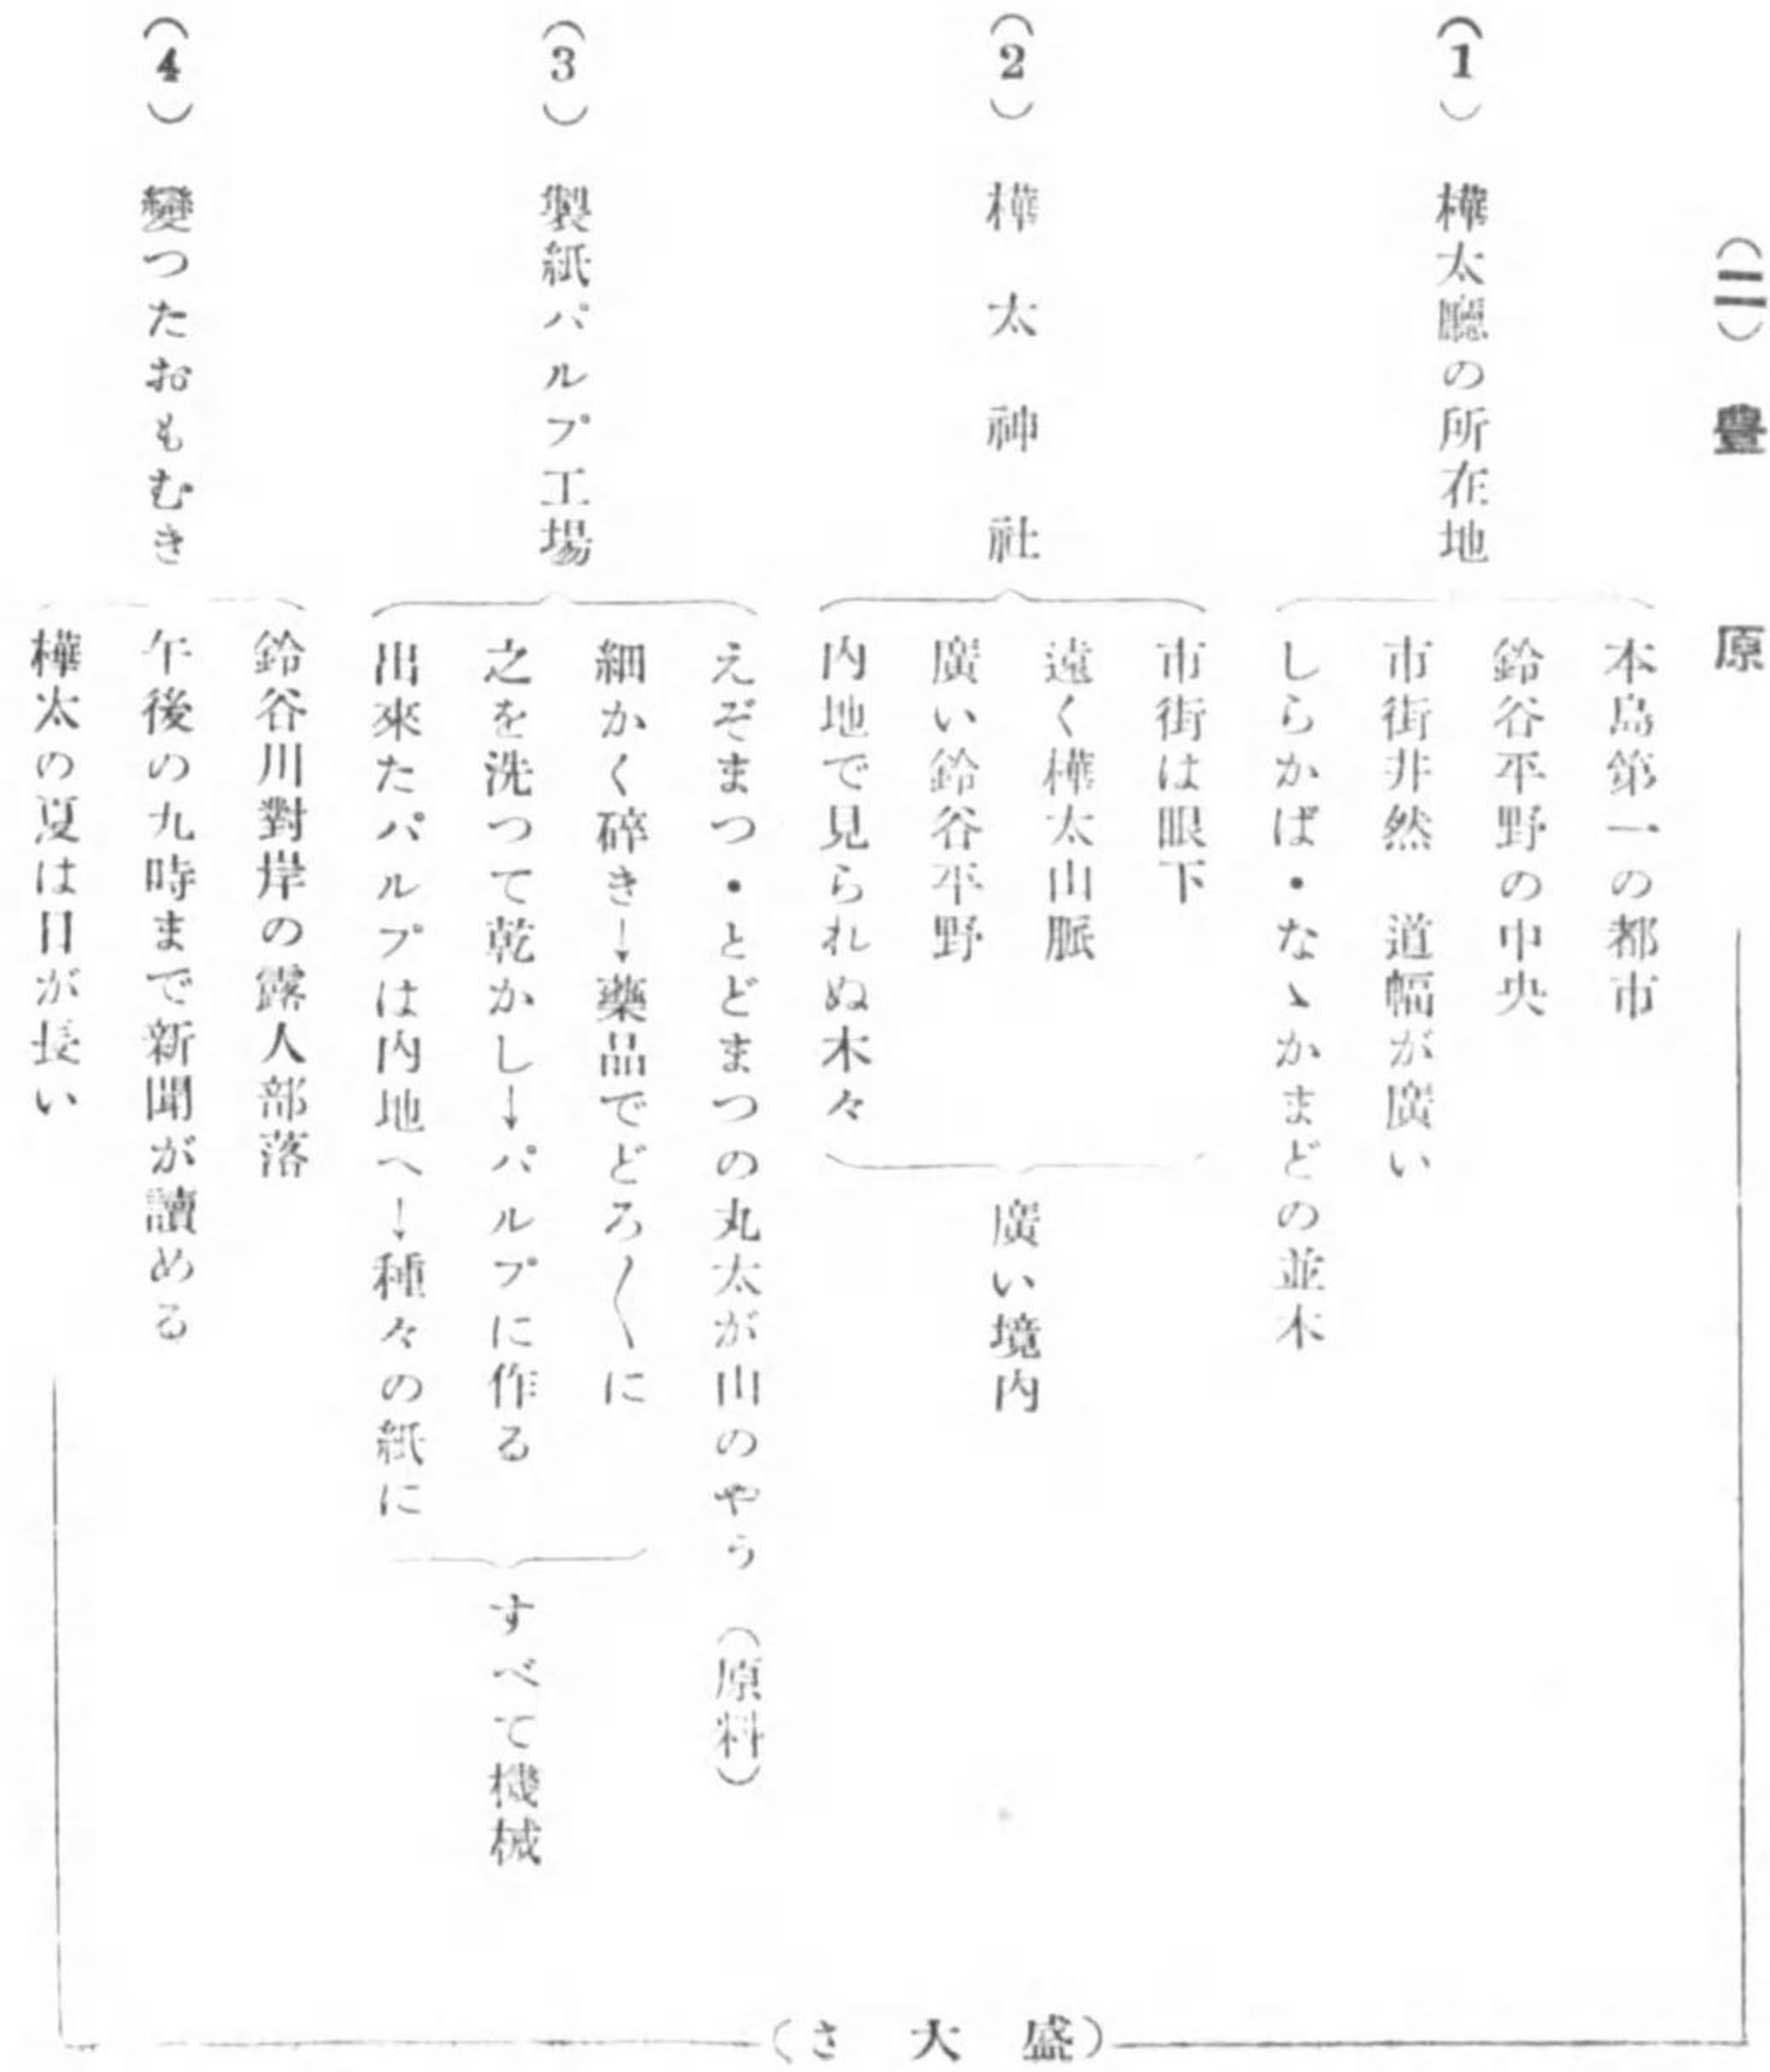 （二）　豊　　原
（1）　樺太廳の所在地
本島第一の都市
鈴谷平野の中央
市街井然　道幅が廣い
しらかば・なゝかまどの並木
（2）　樺太神社
市街は眼下
遠く樺太山脈
廣い鈴谷平野
内地で見られぬ木々
廣い境内
（3）　製紙パルプ工場
えぞまつ・とどまつの丸太が山のやう　（原料）
細かく碎き→藥品でどろ〱に
之を洗つて乾かし→パルプに作る
出來たパルプは内地へ→種々の紙に
すべて機械
（4）　變つたおもむき
鈴谷川對岸の露人部落
午後の九時まで新聞が讀める
樺太の夏は日が長い
（盛　大　さ）